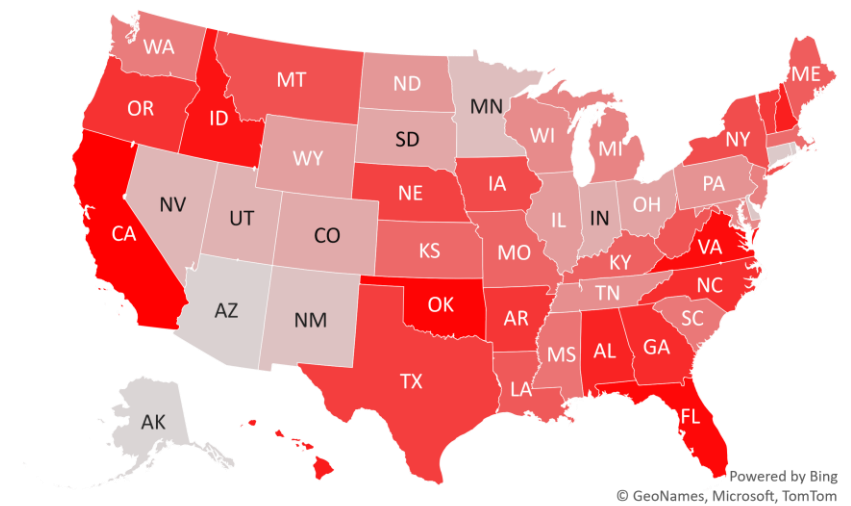 WA
MT
ND
MN
ME
OR
ID
SD
WI
MI
NY
WY
NE
IA
PA
NV
UT
CO
IL
IN
OH
CA
KS
MO
KY
VA
AZ
NM
OK
AR
TN
NC
SC
TX
LA
MS
AL
GA
FL
AK
Powered by Bing
© GeoNames, Microsoft, TomTom